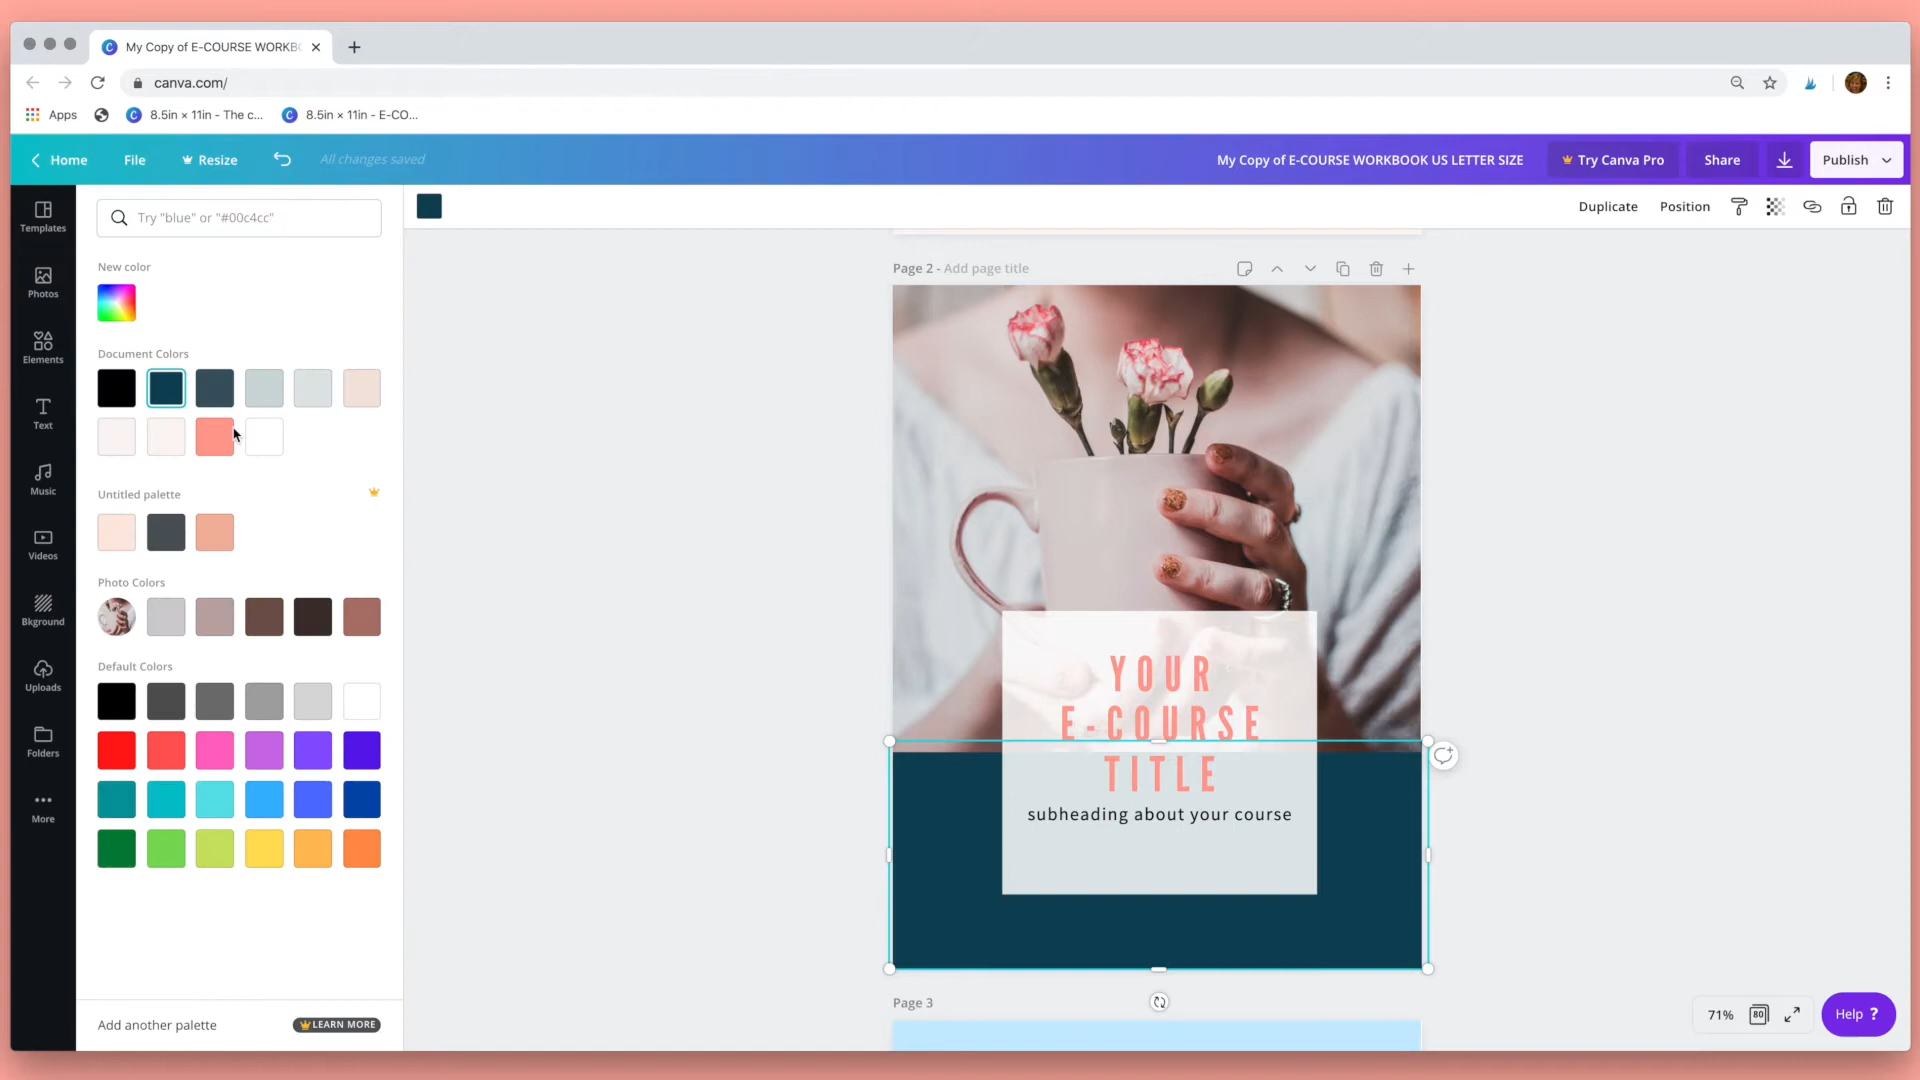 My Copy of E-COURSE WORKBO
canva.com/
Apps
8.5in × 11in - The c...
8.5in × 11in - E-CO...
Home
File
Resize
All changes saved
My Copy of E-COURSE WORKBOOK US LETTER SIZE
Try Canva Pro
Share
Publish
Templates
Photos
Elements
Text
Music
Videos
Bkground
Uploads
Folders
More
Try "blue" or "#00c4cc"
New color
Document Colors
Untitled palette
Photo Colors
Default Colors
Add another palette
LEARN MORE
Duplicate
Position
Page 2 - Add page title
YOUR
E-COURSE
TITLE
subheading about your course
Page 3
71%
80
Help ?